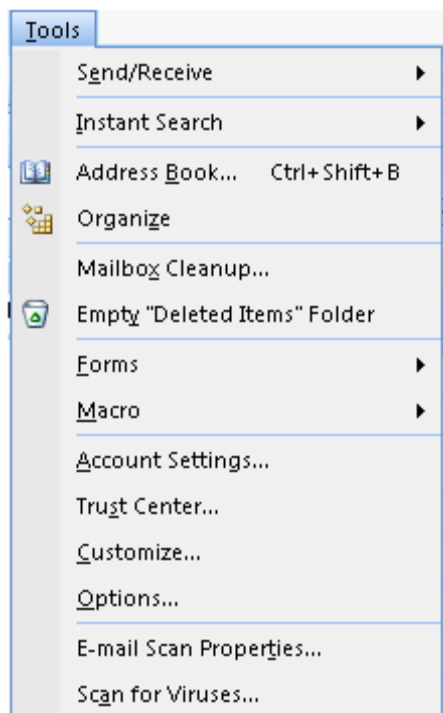 Tools
Send/Receive
Instant Search
Address Book... Ctrl+Shift+B
Organize
Mailbox Cleanup...
Empty "Deleted Items" Folder
Forms
Macro
Account Settings...
Trust Center...
Customize...
Options...
E-mail Scan Properties...
Scan for Viruses...